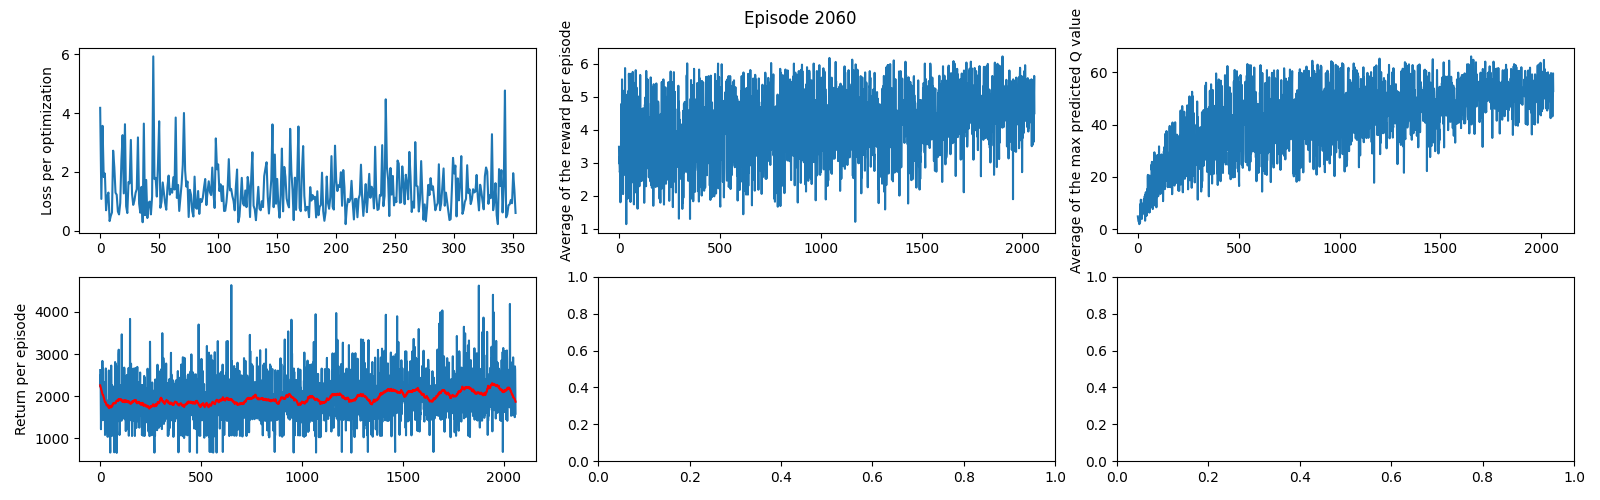 Episode 2060
Loss per optimization
6
4
2
0
0 50 100 150 200 250 300 350
Average of the reward per episode
6
5
4
3
2
1
0 500 1000 1500 2000
Average of the max predicted Q value
60
40
20
0
0 500 1000 1500 2000
Return per episode
4000
3000
2000
1000
0 500 1000 1500 2000
1.0
0.8
0.6
0.4
0.2
0.0
0.0 0.2 0.4 0.6 0.8 1.0
1.0
0.8
0.6
0.4
0.2
0.0
0.0 0.2 0.4 0.6 0.8 1.0